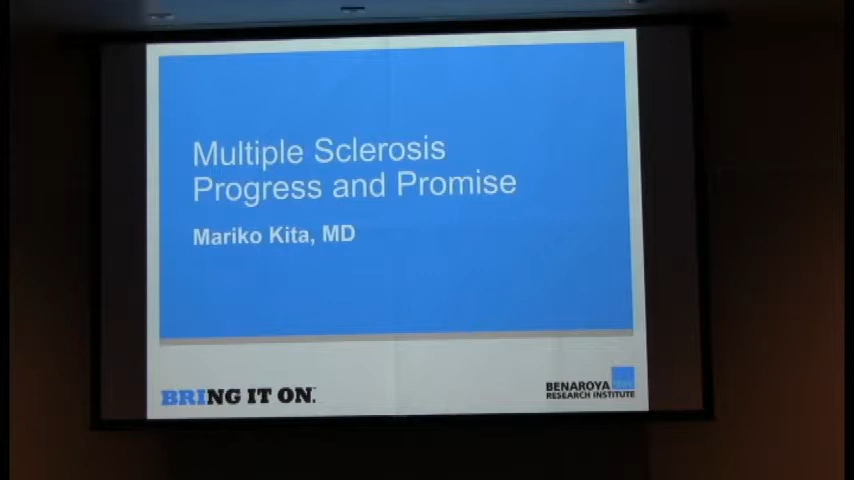 Multiple Sclerosis
Progress and Promise
Mariko Kita, MD
BRING IT ON.
BENAROYA
RESEARCH INSTITUTE